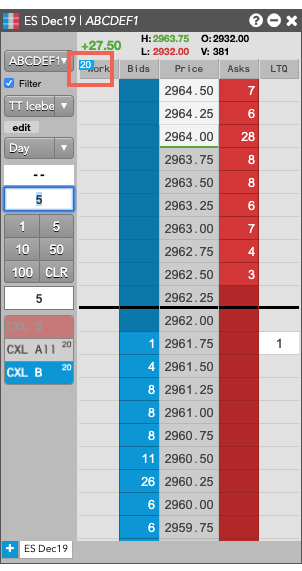 ES Dec19 | ABCDEF1
+27.50 H: 2963.75 O: 2932.00
L: 2932.00 V: 381
ABCDEF1
Filter
TT Icebe
edit
Day
--
5
1 5
10 50
100 CLR
5
CXL S
CXL All 20
CXL B 20
20
Work Bids Price Asks LTQ
2964.50 7
2964.25 6
2964.00 28
2963.75 8
2963.50 8
2963.25 6
2963.00 7
2962.75 4
2962.50 3
2962.25
2962.00
1 2961.75 1
4 2961.50
8 2961.25
8 2961.00
8 2960.75
11 2960.50
26 2960.25
6 2960.00
6 2959.75
+ ES Dec19